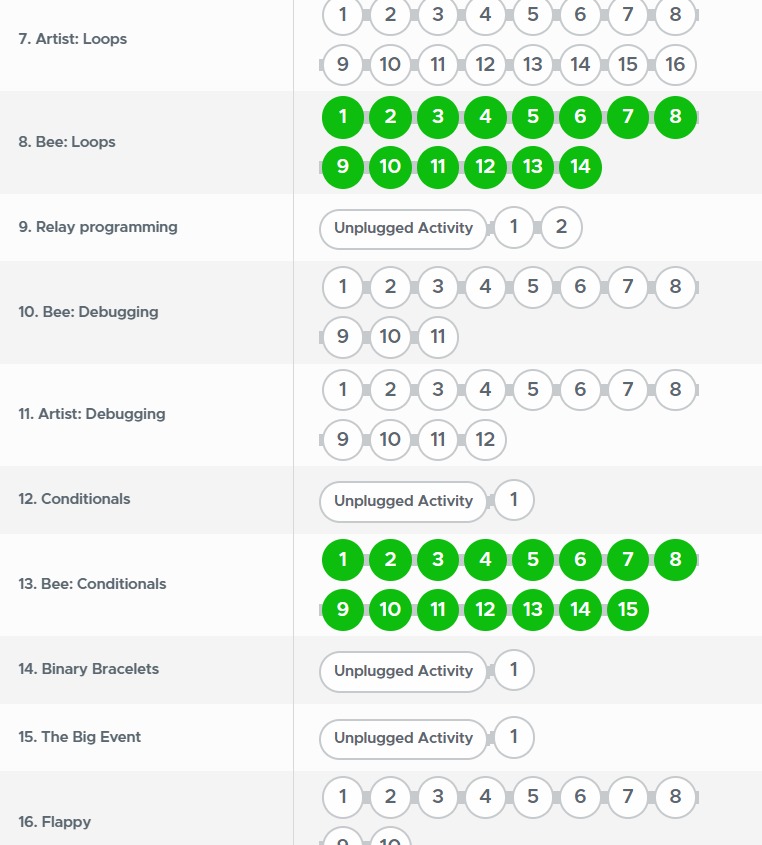 1 2 3 4 5 6 7 8
7. Artist: Loops
9 10 11 12 13 14 15 16
1 2 3 4 5 6 7 8
8. Bee: Loops
9 10 11 12 13 14
9. Relay programming Unplugged Activity 1 2
1 2 3 4 5 6 7 8
10. Bee: Debugging
9 10 11
1 2 3 4 5 6 7 8
11. Artist: Debugging
9 10 11 12
12. Conditionals Unplugged Activity 1
1 2 3 4 5 6 7 8
13. Bee: Conditionals
9 10 11 12 13 14 15
14. Binary Bracelets Unplugged Activity 1
15. The Big Event Unplugged Activity 1
1 2 3 4 5 6 7 8
16. Flappy
9 10